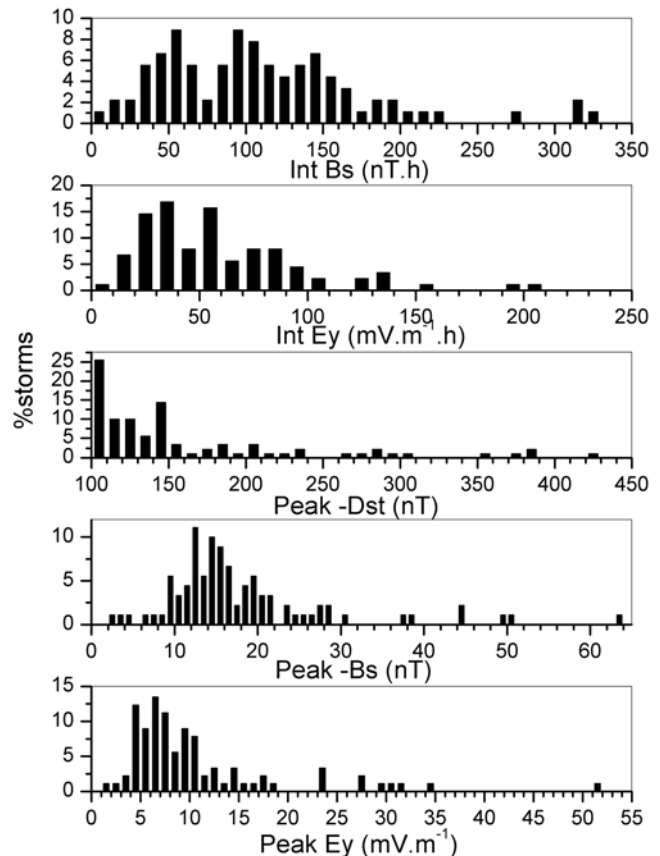 10
8
6
4
2
0
0 50 100 150 200 250 300 350
Int Bs (nT.h)
20
15
10
5
0
0 50 100 150 200 250
Int Ey (mV.m⁻¹.h)
%storms
25
20
15
10
5
0
100 150 200 250 300 350 400 450
Peak -Dst (nT)
10
5
0
0 10 20 30 40 50 60
Peak -Bs (nT)
15
10
5
0
0 5 10 15 20 25 30 35 40 45 50 55
Peak Ey (mV.m⁻¹)